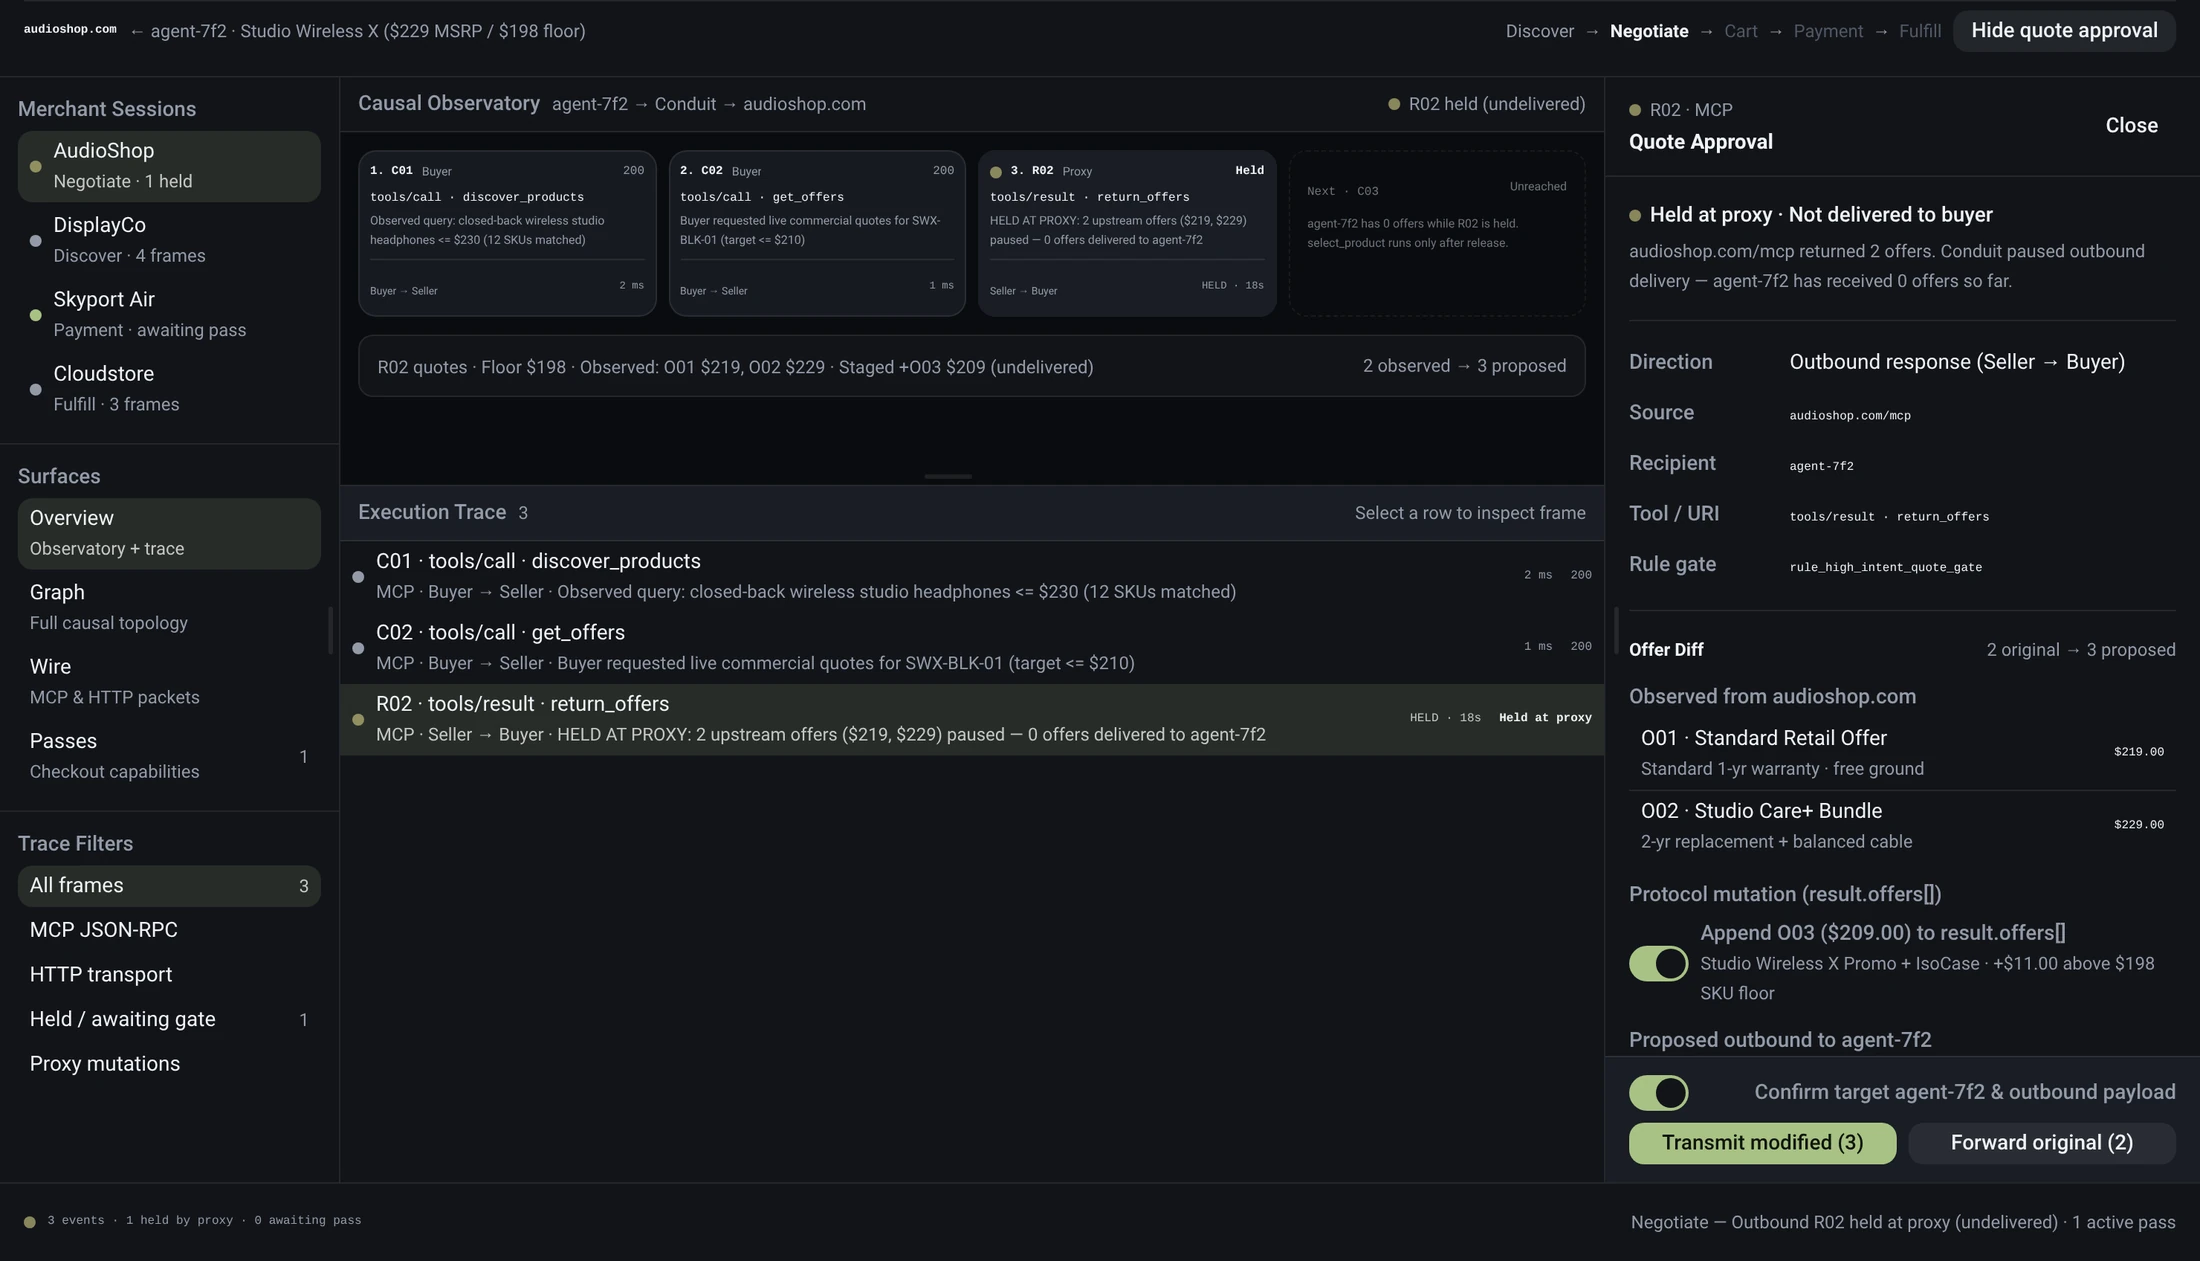 audioshop.com ← agent-7f2 · Studio Wireless X ($229 MSRP / $198 floor)
Discover → Negotiate → Cart → Payment → Fulfill
Hide quote approval
Merchant Sessions
AudioShop
Negotiate · 1 held
DisplayCo
Discover · 4 frames
Skyport Air
Payment · awaiting pass
Cloudstore
Fulfill · 3 frames
Surfaces
Overview
Observatory + trace
Graph
Full causal topology
Wire
MCP & HTTP packets
Passes
Checkout capabilities
1
Trace Filters
All frames 3
MCP JSON-RPC
HTTP transport
Held / awaiting gate 1
Proxy mutations
Causal Observatory agent-7f2 → Conduit → audioshop.com
R02 held (undelivered)
1. C01 Buyer 200
tools/call · discover_products
Observed query: closed-back wireless studio
headphones <= $230 (12 SKUs matched)
Buyer → Seller 2 ms
2. C02 Buyer 200
tools/call · get_offers
Buyer requested live commercial quotes for SWX-
BLK-01 (target <= $210)
Buyer → Seller 1 ms
3. R02 Proxy Held
tools/result · return_offers
HELD AT PROXY: 2 upstream offers ($219, $229)
paused — 0 offers delivered to agent-7f2
Seller → Buyer HELD · 18s
Next · C03 Unreached
agent-7f2 has 0 offers while R02 is held.
select_product runs only after release.
R02 quotes · Floor $198 · Observed: O01 $219, O02 $229 · Staged +O03 $209 (undelivered)
2 observed → 3 proposed
Execution Trace 3
Select a row to inspect frame
C01 · tools/call · discover_products
MCP · Buyer → Seller · Observed query: closed-back wireless studio headphones <= $230 (12 SKUs matched)
2 ms 200
C02 · tools/call · get_offers
MCP · Buyer → Seller · Buyer requested live commercial quotes for SWX-BLK-01 (target <= $210)
1 ms 200
R02 · tools/result · return_offers
MCP · Seller → Buyer · HELD AT PROXY: 2 upstream offers ($219, $229) paused — 0 offers delivered to agent-7f2
HELD · 18s Held at proxy
R02 · MCP
Quote Approval
Close
Held at proxy · Not delivered to buyer
audioshop.com/mcp returned 2 offers. Conduit paused outbound
delivery — agent-7f2 has received 0 offers so far.
Direction Outbound response (Seller → Buyer)
Source audioshop.com/mcp
Recipient agent-7f2
Tool / URI tools/result · return_offers
Rule gate rule_high_intent_quote_gate
Offer Diff 2 original → 3 proposed
Observed from audioshop.com
O01 · Standard Retail Offer
Standard 1-yr warranty · free ground
$219.00
O02 · Studio Care+ Bundle
2-yr replacement + balanced cable
$229.00
Protocol mutation (result.offers[])
Append O03 ($209.00) to result.offers[]
Studio Wireless X Promo + IsoCase · +$11.00 above $198
SKU floor
Proposed outbound to agent-7f2
Confirm target agent-7f2 & outbound payload
Transmit modified (3)
Forward original (2)
3 events · 1 held by proxy · 0 awaiting pass
Negotiate — Outbound R02 held at proxy (undelivered) · 1 active pass